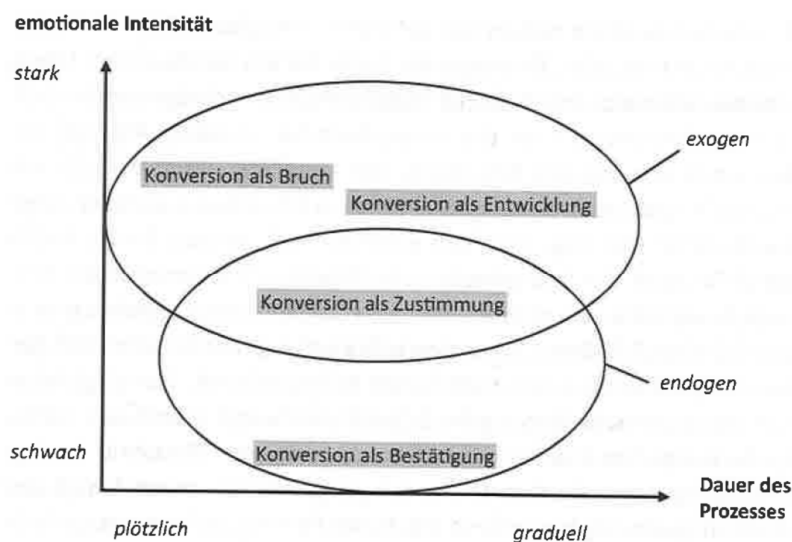 emotionale Intensität
stark
exogen
Konversion als Bruch
Konversion als Entwicklung
Konversion als Zustimmung
endogen
schwach
Konversion als Bestätigung
Dauer des
Prozesses
plötzlich
graduell